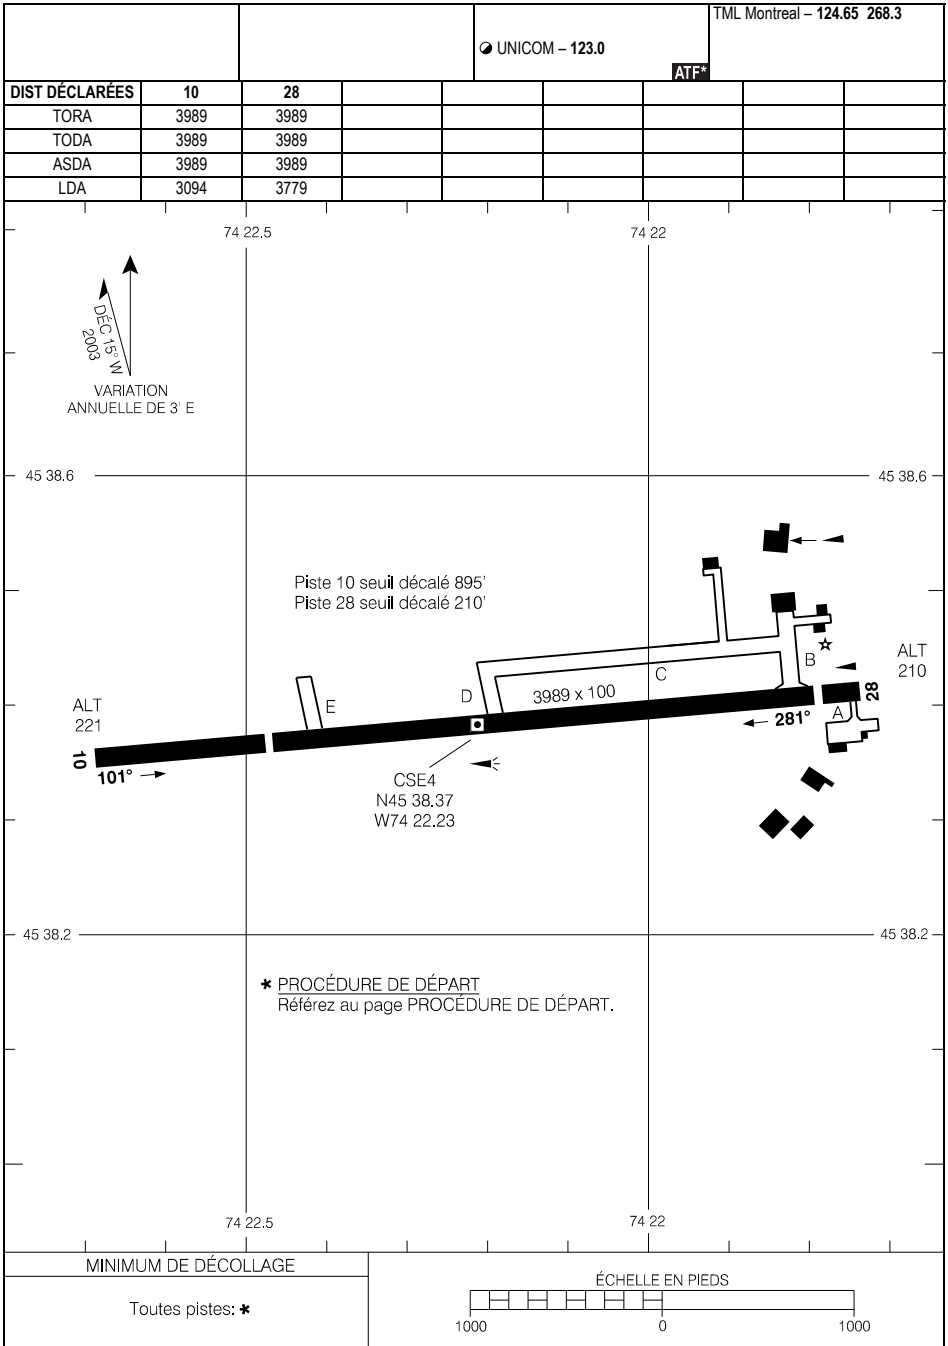 TML Montreal – 124.65 268.3
UNICOM – 123.0
ATF*
DIST DÉCLARÉES 10 28
TORA 3989 3989
TODA 3989 3989
ASDA 3989 3989
LDA 3094 3779
74 22.5 74 22
DÉC 15° W
2003
VARIATION
ANNUELLE DE 3' E
45 38.6 45 38.6
Piste 10 seuil décalé 895'
Piste 28 seuil décalé 210'
ALT
210
B
C
D
E
3989 x 100
28
A
281°
ALT
221
10
101°
CSE4
N45 38.37
W74 22.23
45 38.2 45 38.2
* PROCÉDURE DE DÉPART
Référez au page PROCÉDURE DE DÉPART.
74 22.5 74 22
MINIMUM DE DÉCOLLAGE
Toutes pistes: *
ÉCHELLE EN PIEDS
1000 0 1000